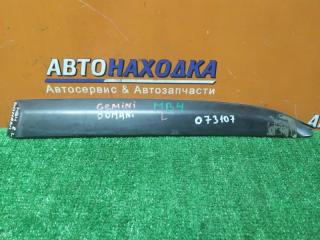 АВТОНАХОДКА
Автосервис & Автозапчасти
GEMINI MB4
DOMANI L 073107